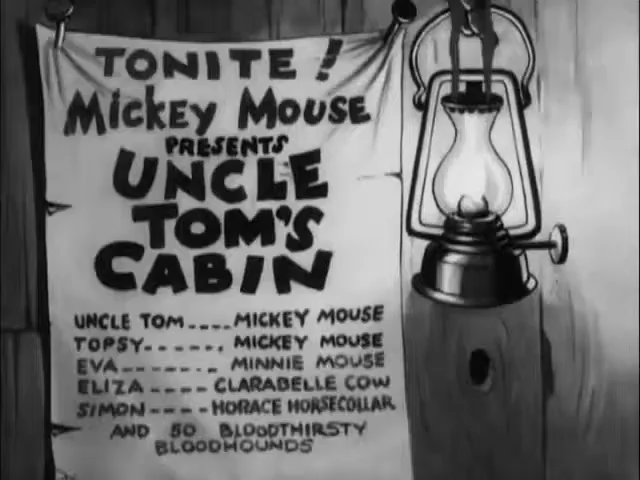 TONITE!
MICKEY MOUSE
PRESENTS
UNCLE
TOM'S
CABIN
UNCLE TOM....MICKEY MOUSE
TOPSY......, MICKEY MOUSE
EVA....... MINNIE MOUSE
ELIZA---- CLARABELLE COW
SIMON----HORACE HORSECOLLAR
AND 50 BLOODTHIRSTY
BLOODHOUNDS